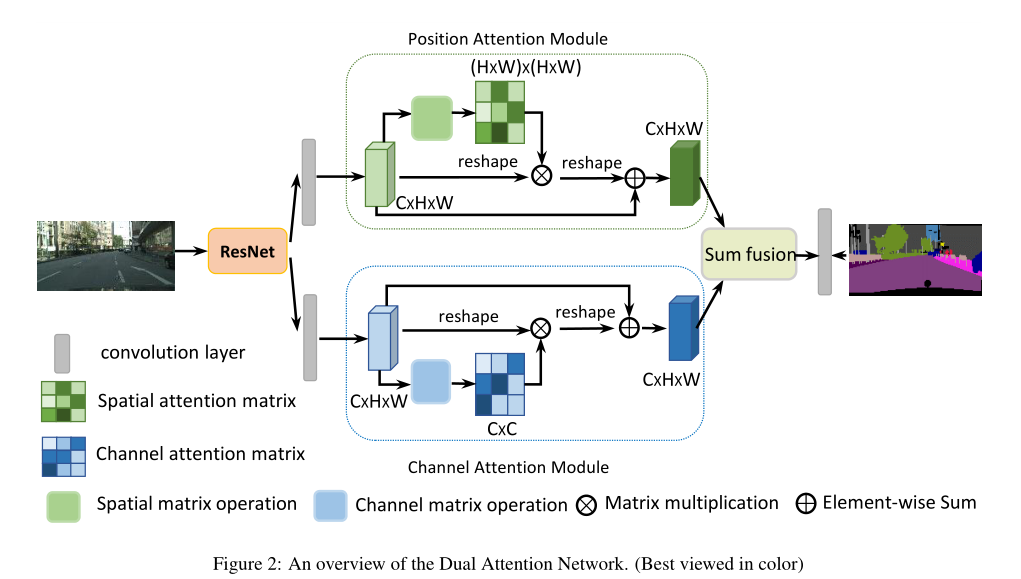 Position Attention Module
(HxW)x(HxW)
CxHxW
reshape
reshape
CxHxW
ResNet
Sum fusion
reshape
reshape
CxHxW
CxHxW
CxC
Channel Attention Module
convolution layer
Spatial attention matrix
Channel attention matrix
Spatial matrix operation
Channel matrix operation
Matrix multiplication
Element-wise Sum
Figure 2: An overview of the Dual Attention Network. (Best viewed in color)